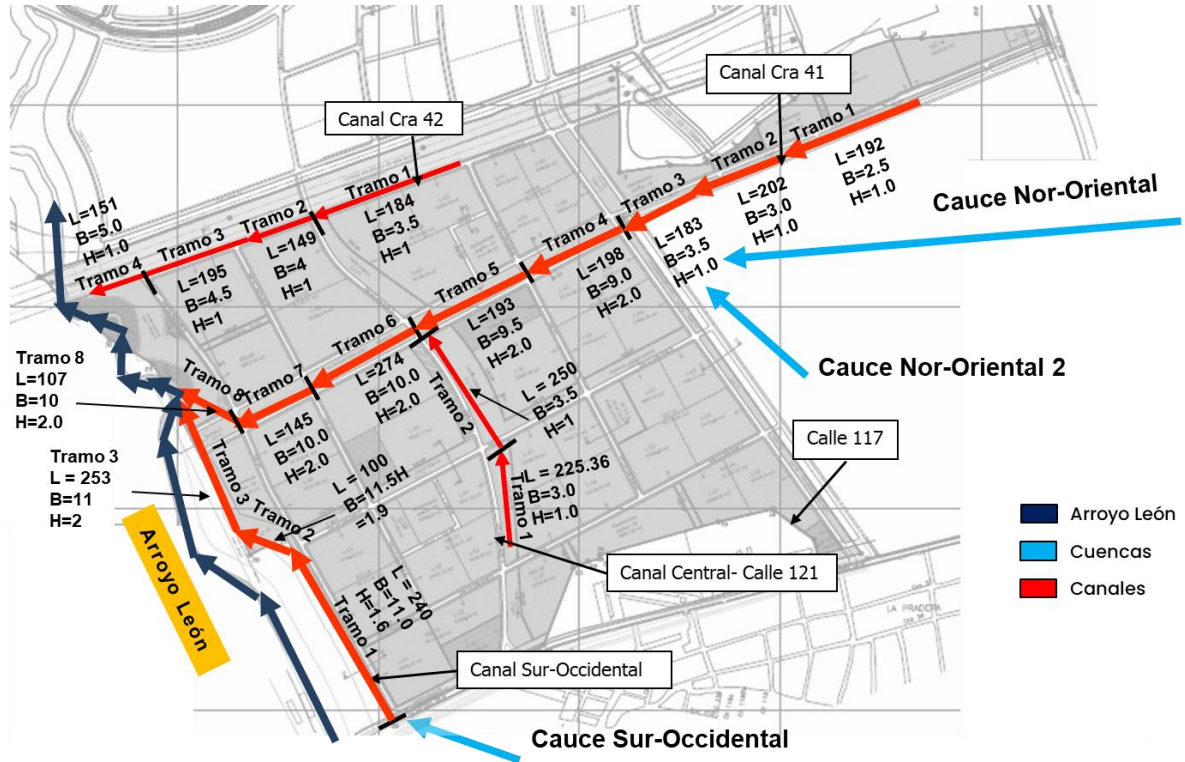 Canal Cra 41
Canal Cra 42
Tramo 1
Tramo 2
L=192
B=2.5
H=1.0
Tramo 3
L=202
B=3.0
H=1.0
Cauce Nor-Oriental
L=183
B=3.5
H=1.0
Tramo 4
L=198
B=9.0
H=2.0
Cauce Nor-Oriental 2
Tramo 5
L=193
B=9.5
H=2.0
Tramo 6
L=274
B=10.0
H=2.0
Tramo 7
L=145
B=10.0
H=2.0
Tramo 8
Tramo 8
L=107
B=10
H=2.0
Tramo 1
L=184
B=3.5
H=1
Tramo 2
L=149
B=4
H=1
Tramo 3
L=195
B=4.5
H=1
Tramo 4
L=151
B=5.0
H=1.0
Tramo 2
L = 250
B=3.5
H=1
Tramo 1
L = 225.36
B=3.0
H=1.0
Calle 117
Canal Central- Calle 121
Tramo 3
L = 253
B=11
H=2
Tramo 3
Tramo 2
L = 100
B=11.5H
=1.9
Tramo 1
L = 240
B=11.0
H=1.6
Canal Sur-Occidental
Cauce Sur-Occidental
Arroyo León
Arroyo León
Cuencas
Canales
LA PRADERA